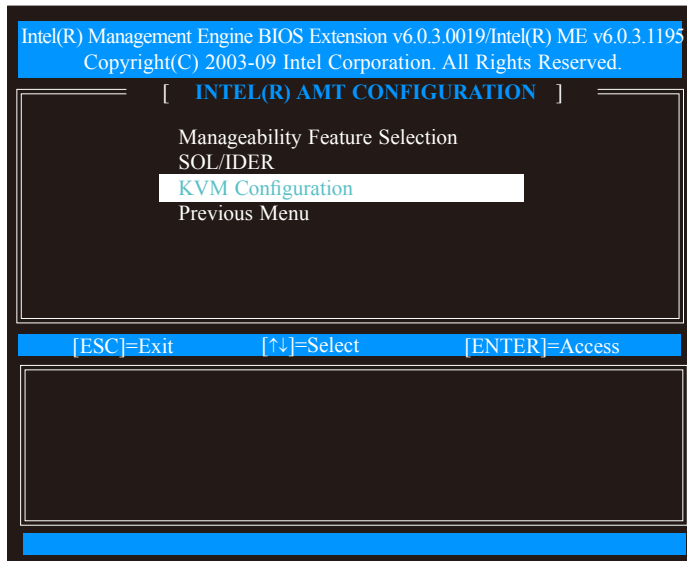 Intel(R) Management Engine BIOS Extension v6.0.3.0019/Intel(R) ME v6.0.3.1195
Copyright(C) 2003-09 Intel Corporation. All Rights Reserved.
[ INTEL(R) AMT CONFIGURATION ]
Manageability Feature Selection
SOL/IDER
KVM Configuration
Previous Menu
[ESC]=Exit [↑↓]=Select [ENTER]=Access